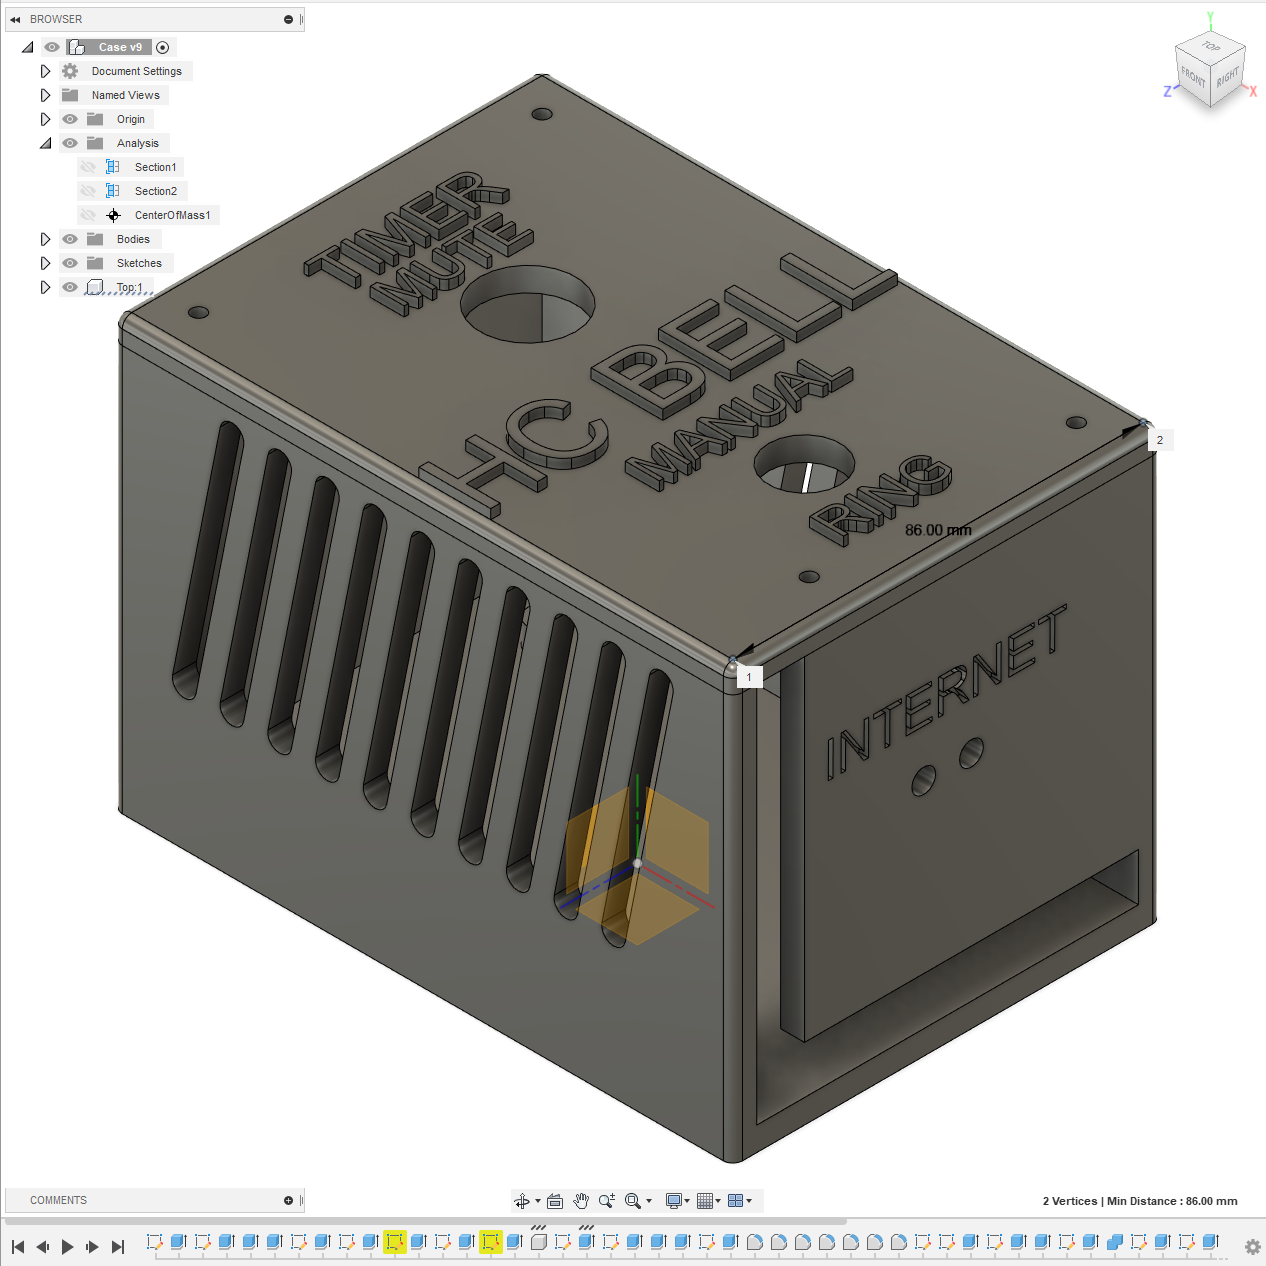 BROWSER
Case v9
Document Settings
Named Views
Origin
Analysis
Section1
Section2
CenterOfMass1
Bodies
Sketches
Top:1
Y
TOP
FRONT
RIGHT
Z
X
TIMER
MUTE
HC BELL
MANUAL
RING
2
86.00 mm
1
INTERNET
COMMENTS
2 Vertices | Min Distance : 86.00 mm